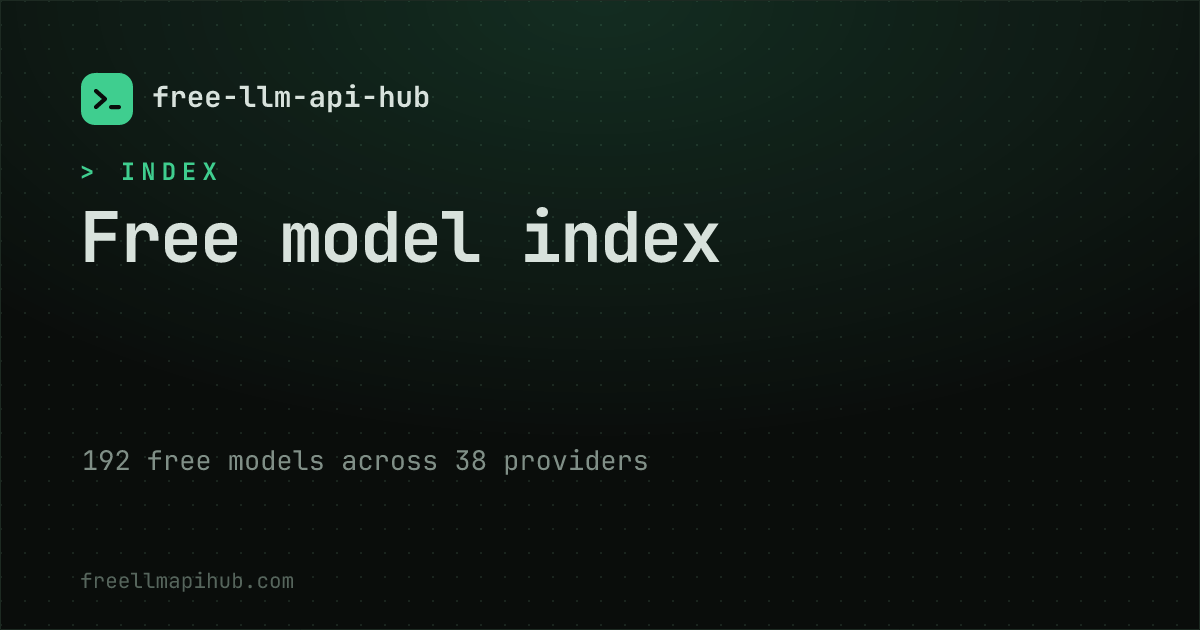 free-llm-api-hub
> INDEX
Free model index
192 free models across 38 providers
freellmapihub.com